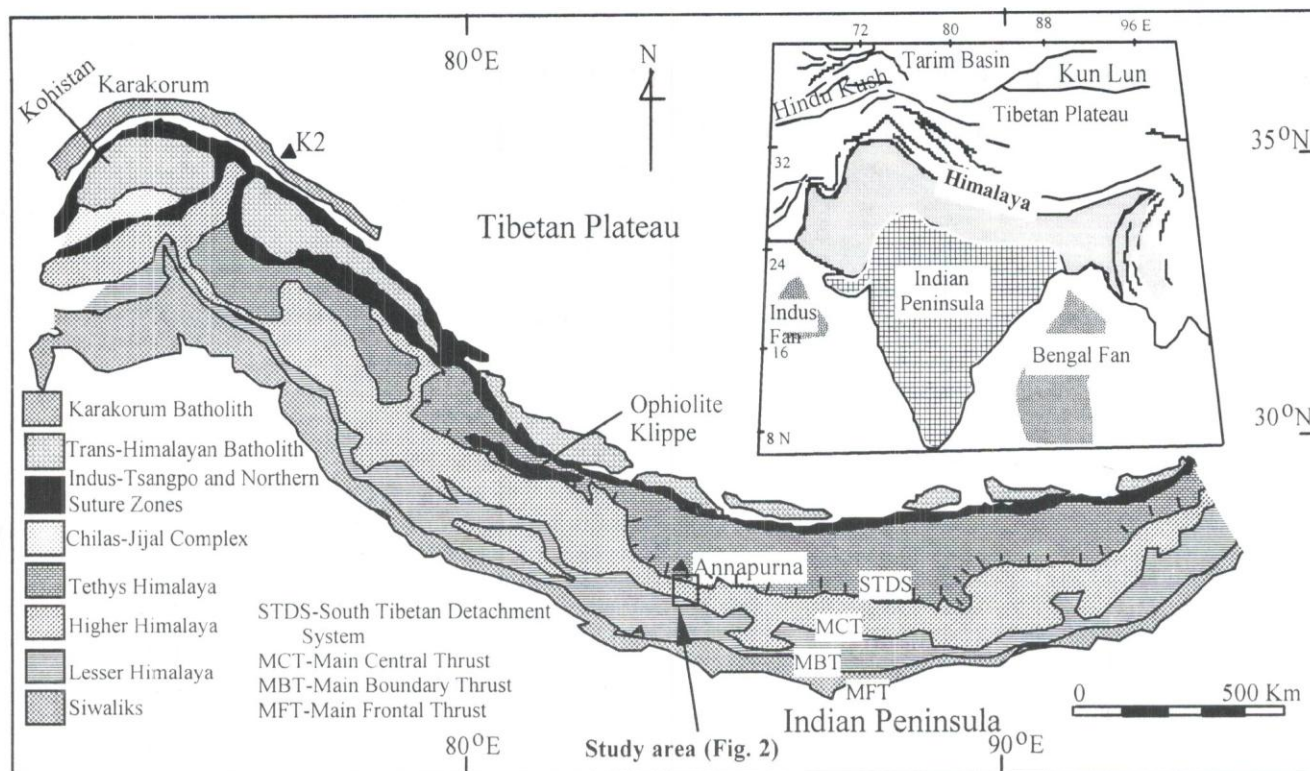 80°E
N
Karakorum
Kohistan
K2
Tibetan Plateau
72
80
88
96 E
Tarim Basin
Kun Lun
Hindu Kush
Tibetan Plateau
32
Himalaya
24
Indian
Peninsula
Indus
Fan
16
Bengal Fan
8 N
35°N
30°N
Ophiolite
Klippe
Karakorum Batholith
Trans-Himalayan Batholith
Indus-Tsangpo and Northern
Suture Zones
Chilas-Jijal Complex
Tethys Himalaya
Higher Himalaya
Lesser Himalaya
Siwaliks
STDS-South Tibetan Detachment
System
MCT-Main Central Thrust
MBT-Main Boundary Thrust
MFT-Main Frontal Thrust
Annapurna
STDS
MCT
MBT
MFT
Indian Peninsula
0
500 Km
80°E
Study area (Fig. 2)
90°E